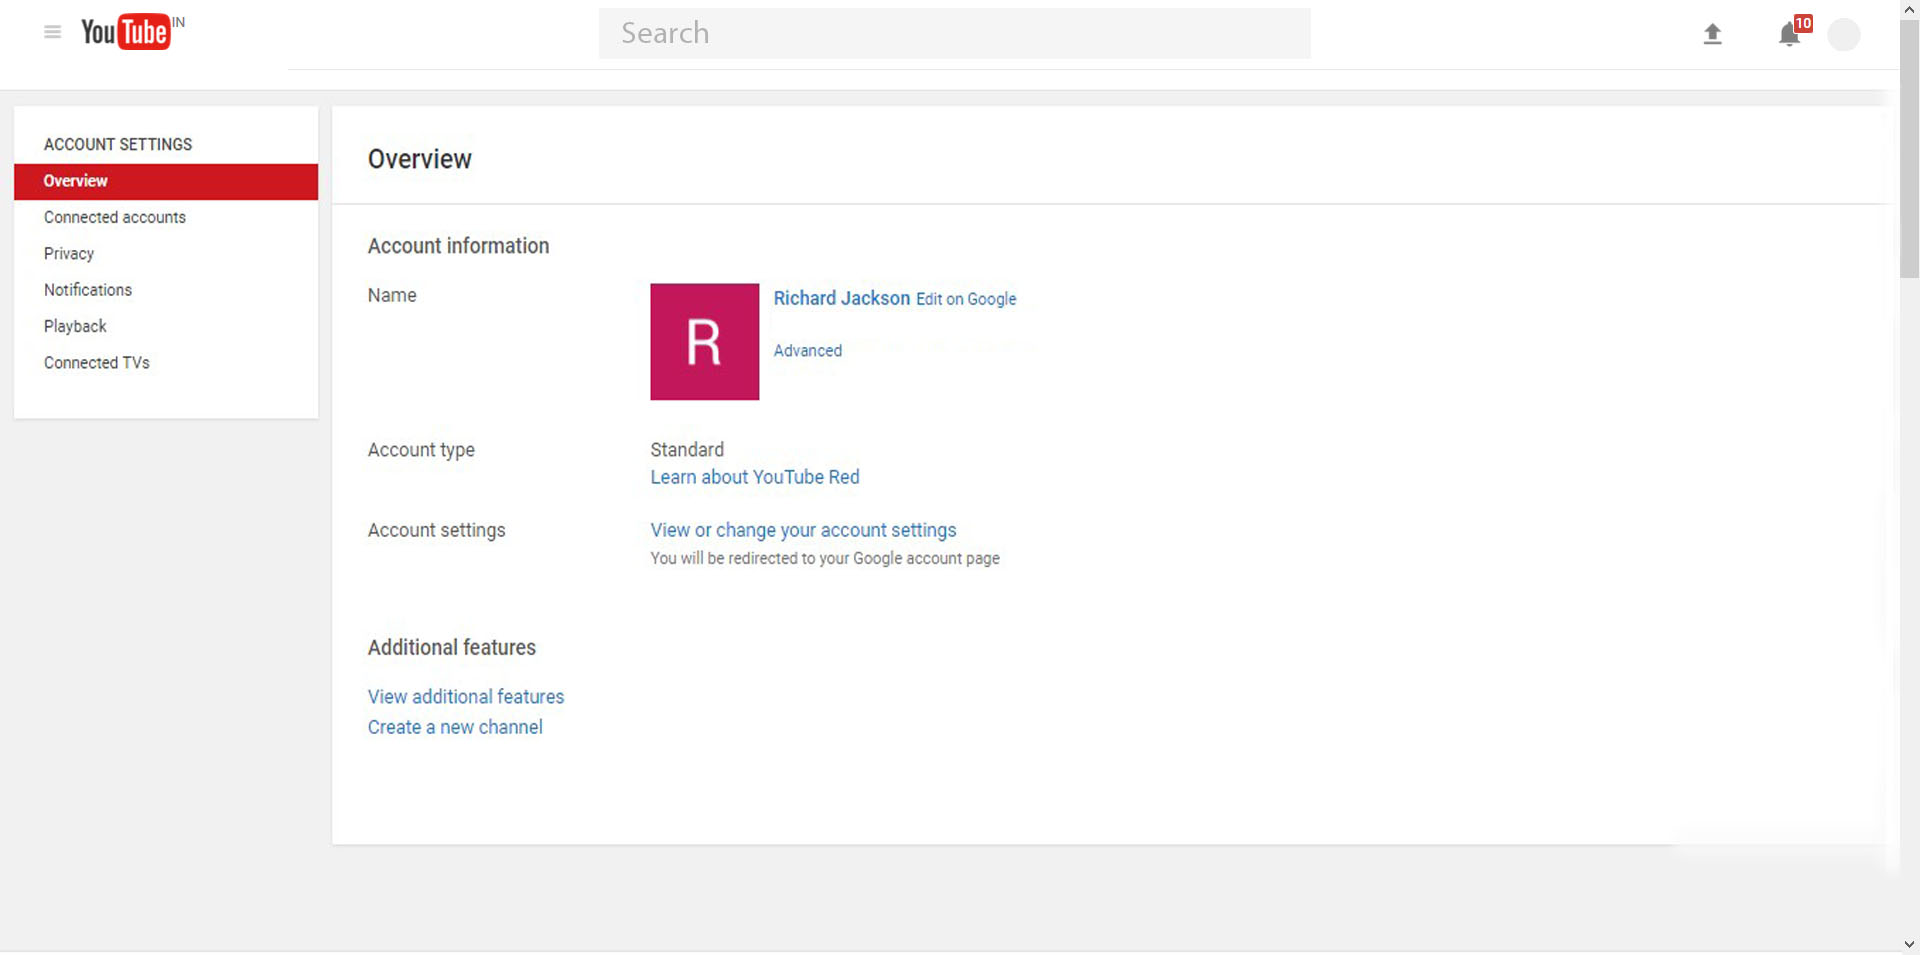 YouTube IN
Search
10
ACCOUNT SETTINGS
Overview
Connected accounts
Privacy
Notifications
Playback
Connected TVs
Overview
Account information
Name
R
Richard Jackson Edit on Google
Advanced
Account type
Standard
Learn about YouTube Red
Account settings
View or change your account settings
You will be redirected to your Google account page
Additional features
View additional features
Create a new channel